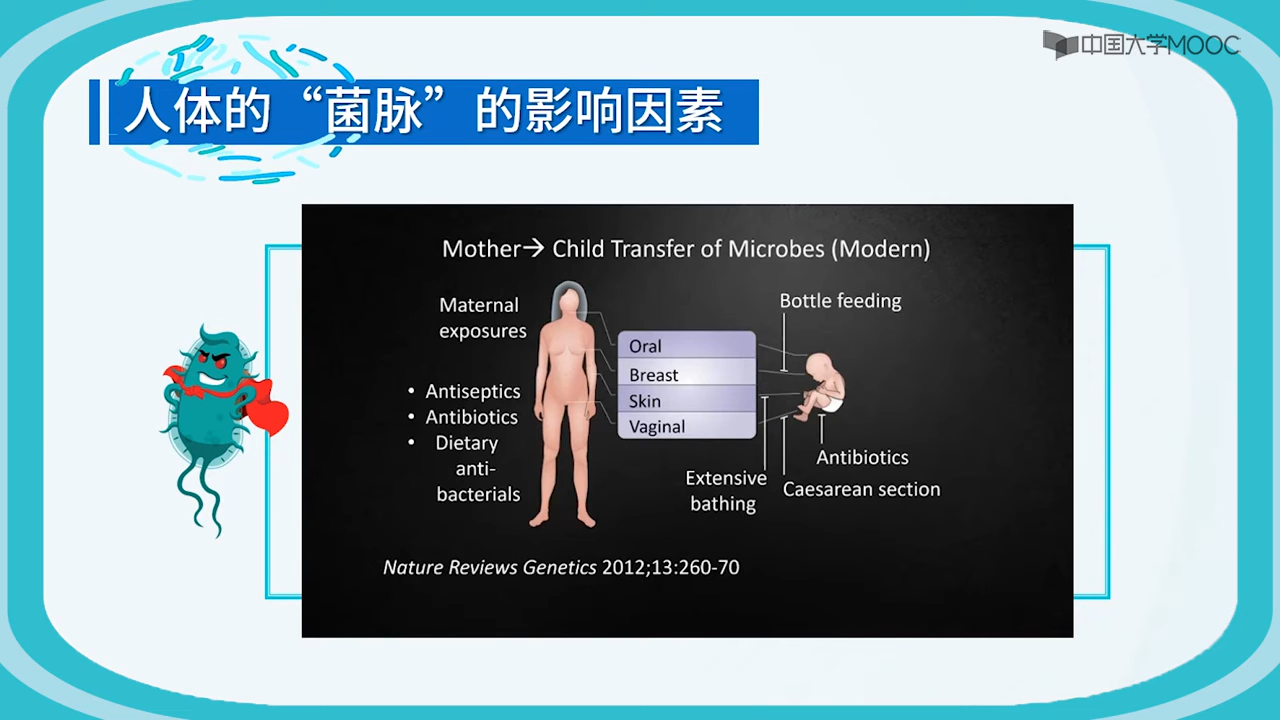 中国大学MOOC
人体的“菌脉”的影响因素
Mother→ Child Transfer of Microbes (Modern)
Maternal
exposures
• Antiseptics
• Antibiotics
• Dietary
anti-
bacterials
Oral
Breast
Skin
Vaginal
Bottle feeding
Antibiotics
Caesarean section
Extensive
bathing
Nature Reviews Genetics 2012;13:260-70